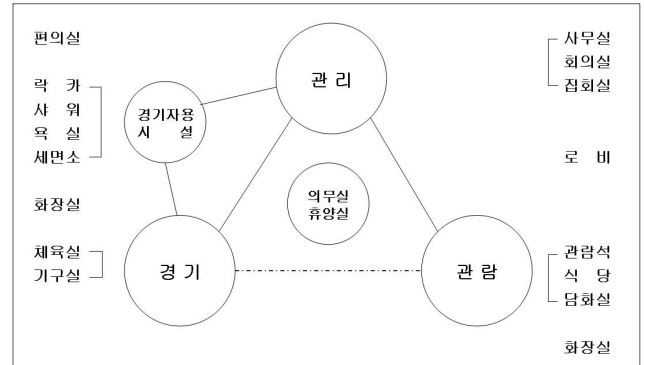 편의실
락 카
샤 워
욕 실
세면소
화장실
체육실
기구실
관 리
경기자용
시 설
의무실
휴양실
경 기
관 람
사무실
회의실
집회실
로 비
관람석
식 당
담화실
화장실